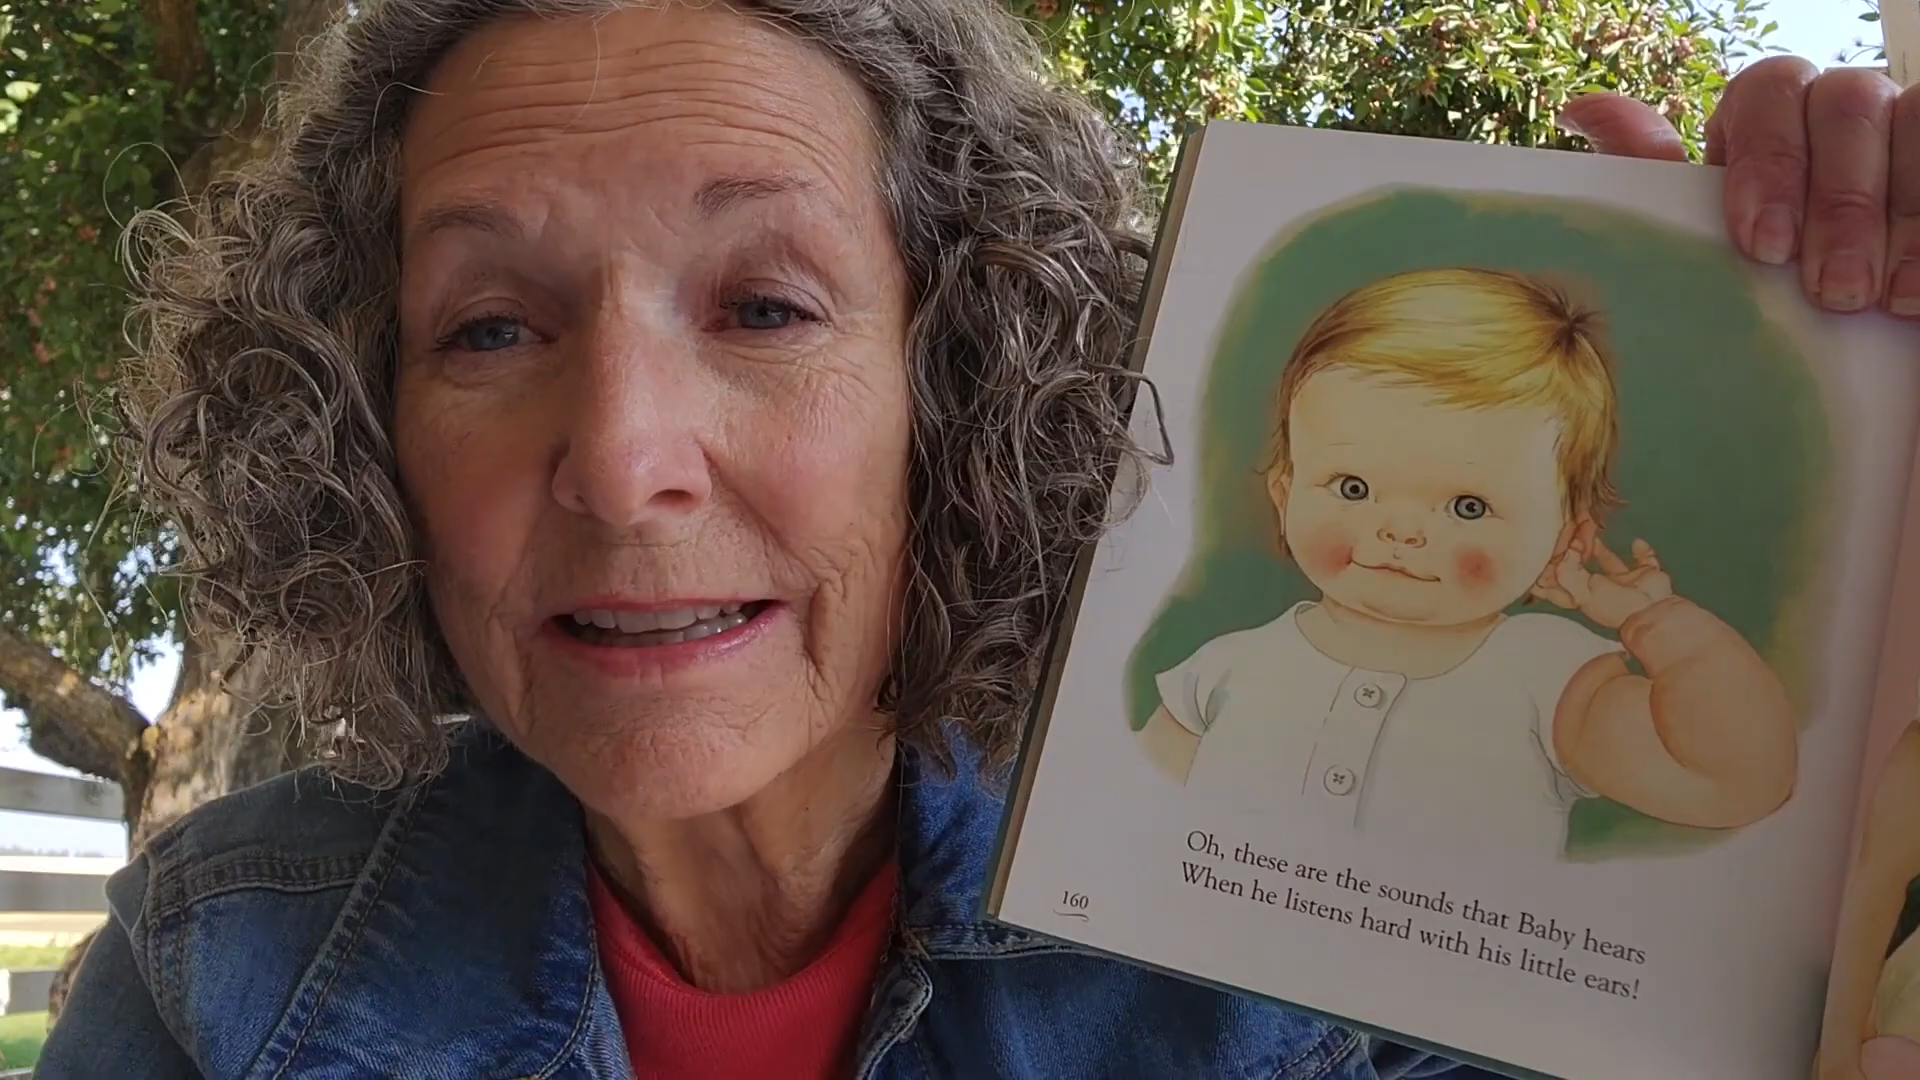 Oh, these are the sounds that Baby hears
When he listens hard with his little ears!
160